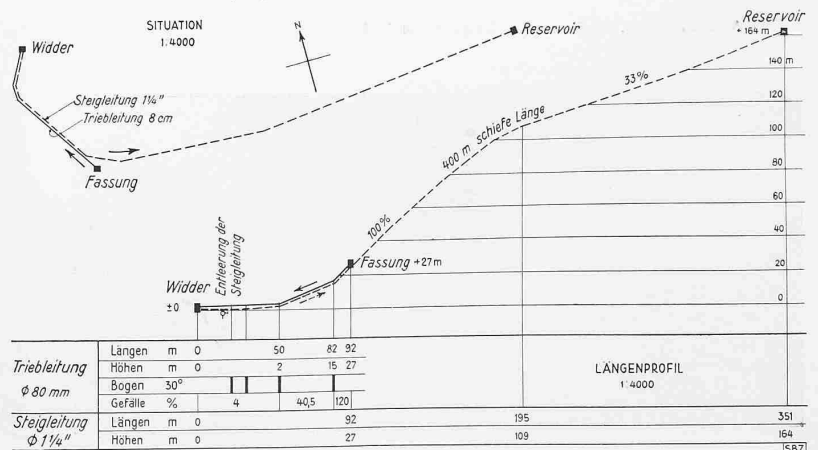 SITUATION
1:4000
N
Widder
Reservoir
Steigleitung 1¼"
Triebleitung 8 cm
Fassung
Reservoir
+ 164 m
140 m
33%
120
400 m schiefe Länge
100
80
60
100%
40
Entleerung der
Steigleitung
Fassung +27m
20
Widder
±0
0
Triebleitung
ϕ 80 mm
Längen m 0 50 82 92
Höhen m 0 2 15 27
Bogen 30°
Gefälle % 4 40,5 120
LÄNGENPROFIL
1:4000
Steigleitung
ϕ 1¼"
Längen m 0 92 195 351
Höhen m 0 27 109 164
SBZ